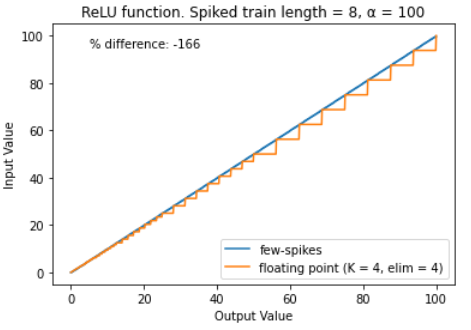 ReLU function. Spiked train length = 8, α = 100
% difference: -166
100
80
60
40
20
0
Input Value
few-spikes
floating point (K = 4, elim = 4)
0 20 40 60 80 100
Output Value